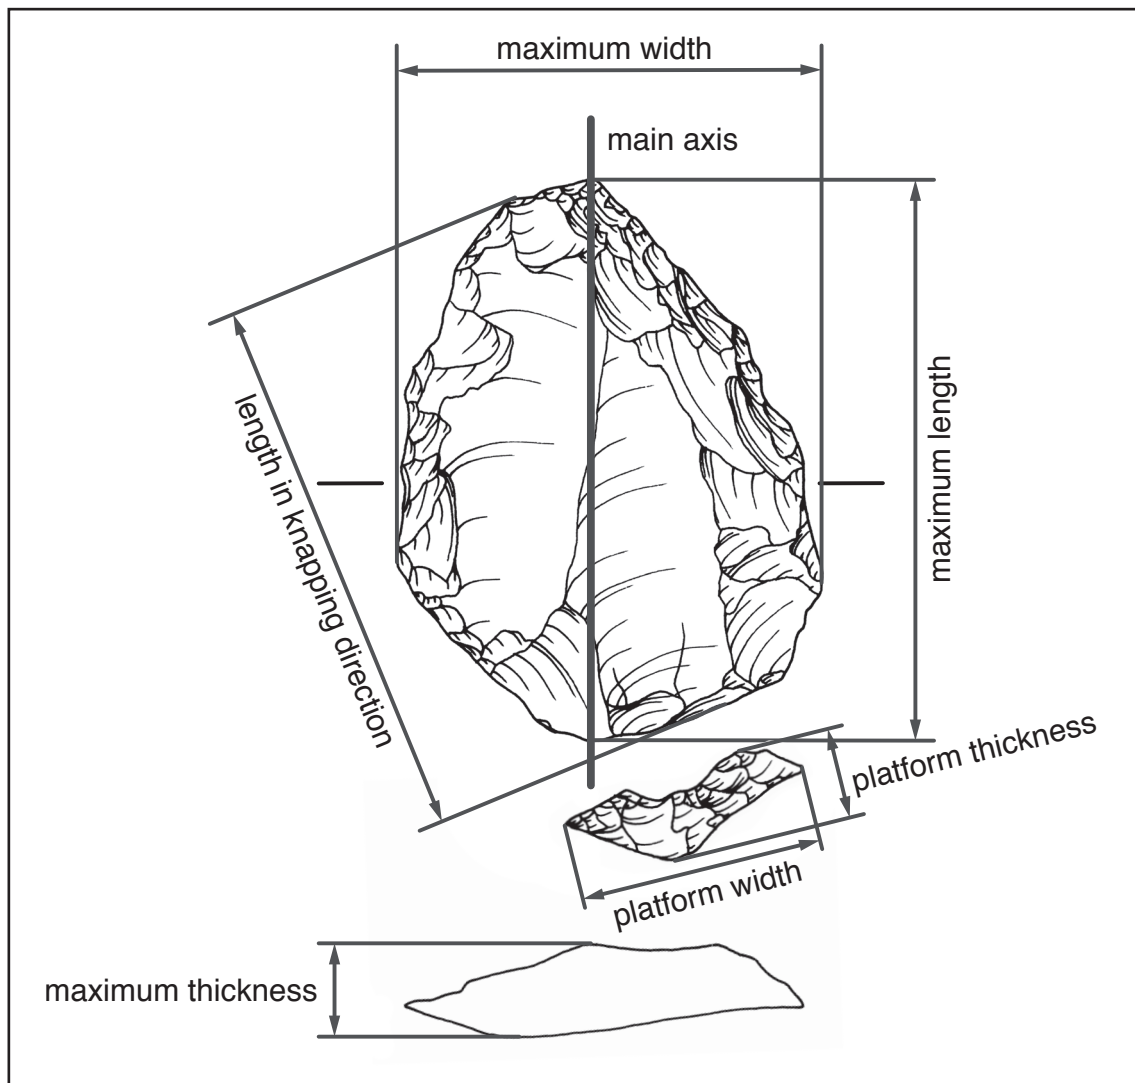 maximum width
main axis
length in knapping direction
maximum length
platform thickness
platform width
maximum thickness